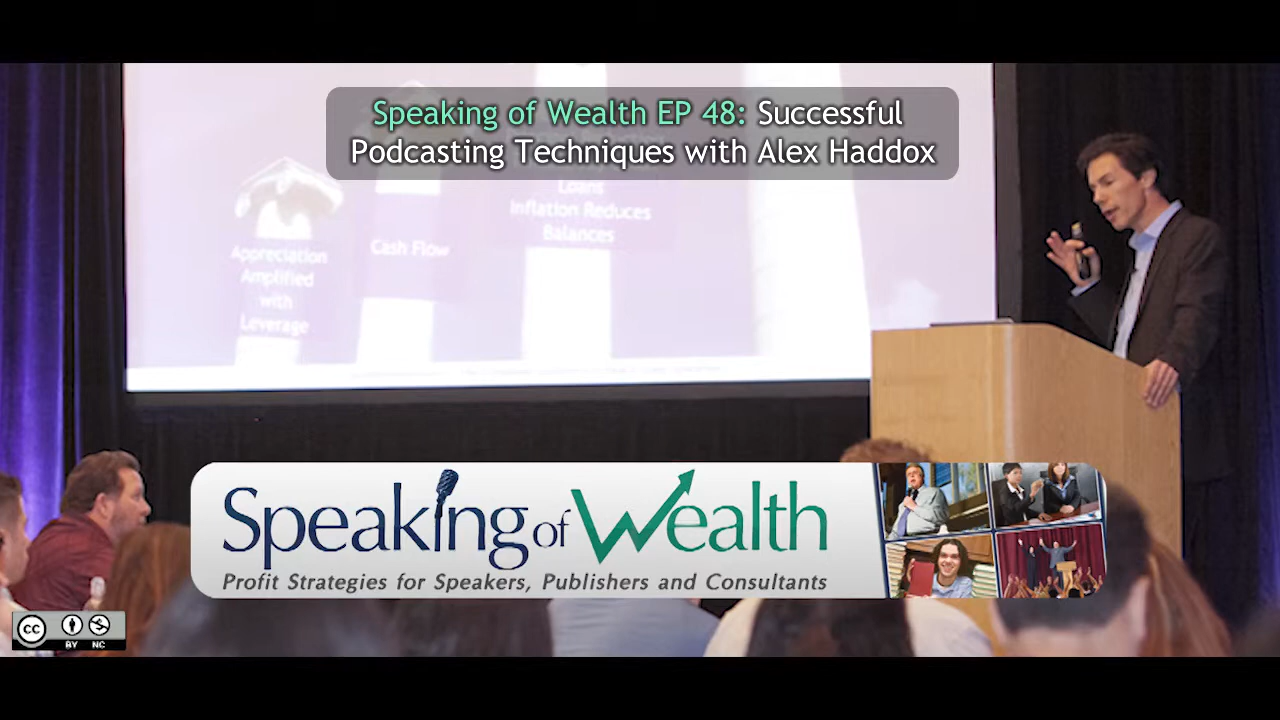 Speaking of Wealth EP 48: Successful
Podcasting Techniques with Alex Haddox
Loans
Inflation Reduces
Balances
Cash Flow
Appreciation
Amplified
with
Leverage
Speaking of Wealth
Profit Strategies for Speakers, Publishers and Consultants
cc
BY NC